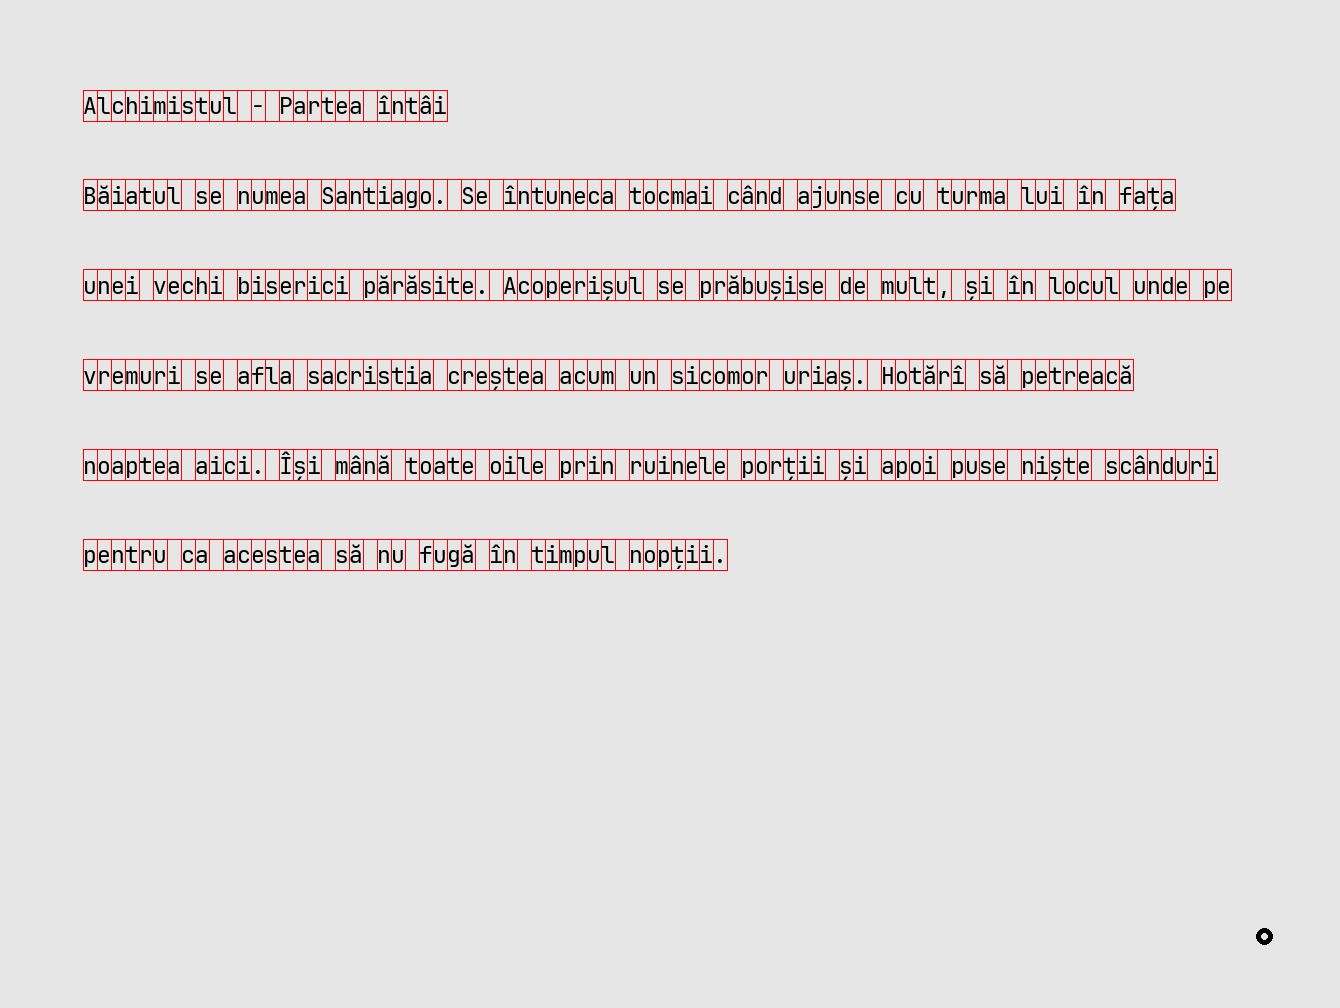 Alchimistul - Partea întâi
Băiatul se numea Santiago. Se întuneca tocmai când ajunse cu turma lui în fața
unei vechi biserici părăsite. Acoperișul se prăbușise de mult, și în locul unde pe
vremuri se afla sacristia creștea acum un sicomor uriaș. Hotărî să petreacă
noaptea aici. Își mână toate oile prin ruinele porții și apoi puse niște scânduri
pentru ca acestea să nu fugă în timpul nopții.